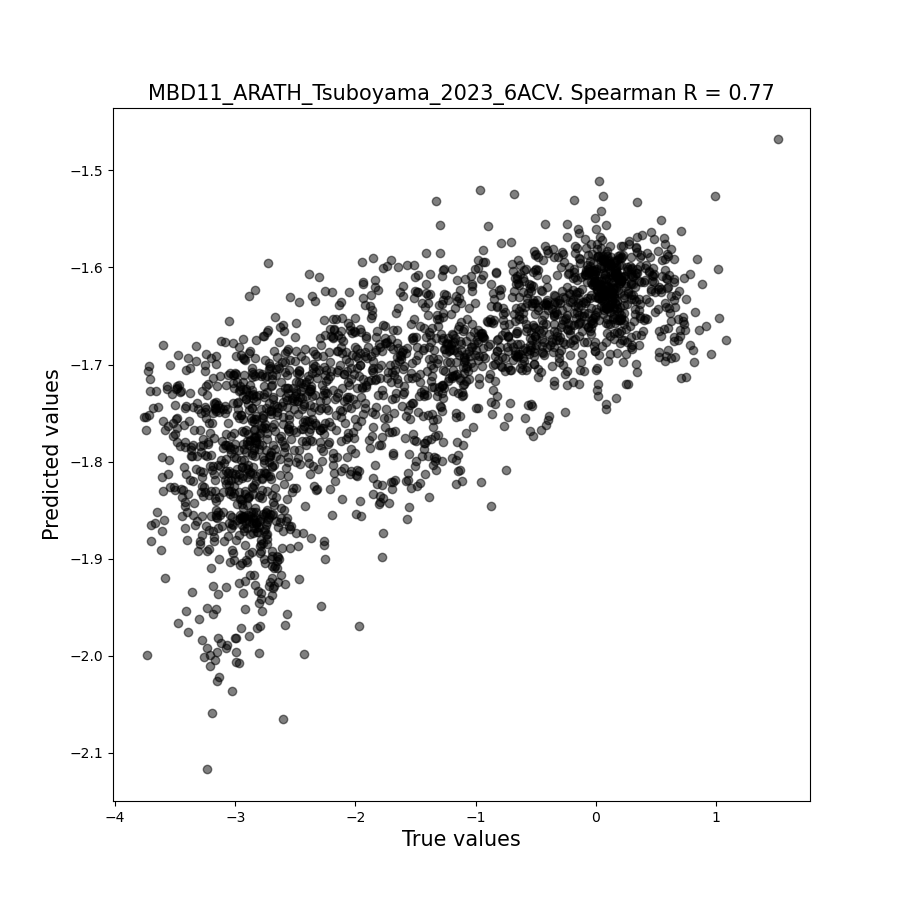 MBD11_ARATH_Tsuboyama_2023_6ACV. Spearman R = 0.77
Predicted values
−1.5
−1.6
−1.7
−1.8
−1.9
−2.0
−2.1
−4 −3 −2 −1 0 1
True values